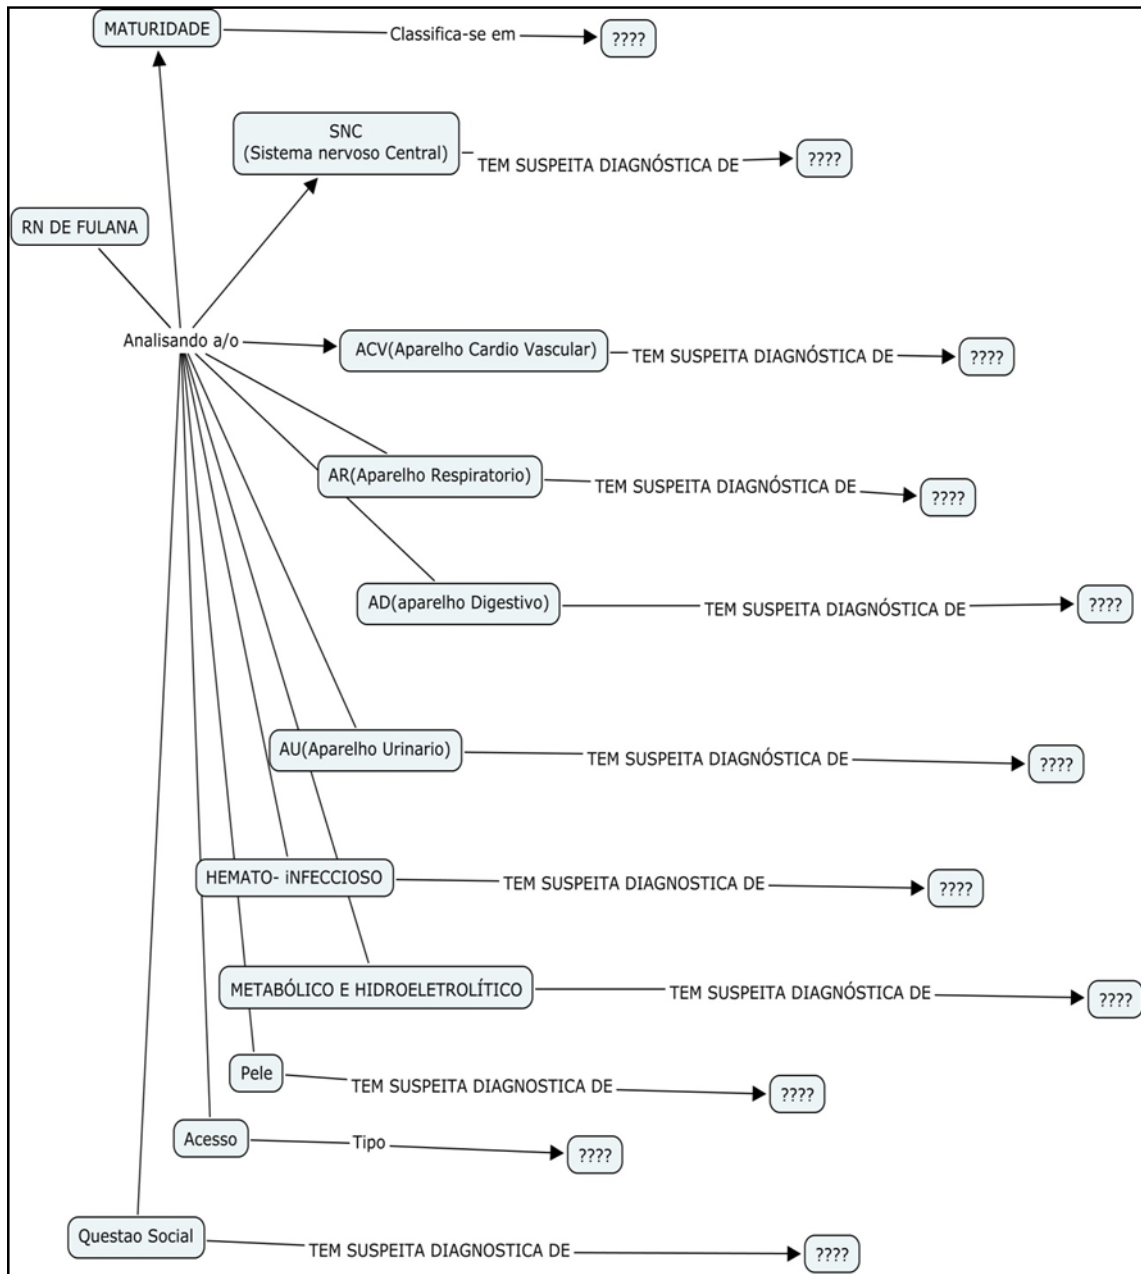 MATURIDADE
Classifica-se em
????
SNC
(Sistema nervoso Central)
TEM SUSPEITA DIAGNÓSTICA DE
????
RN DE FULANA
Analisando a/o
ACV(Aparelho Cardio Vascular)
TEM SUSPEITA DIAGNÓSTICA DE
????
AR(Aparelho Respiratorio)
TEM SUSPEITA DIAGNÓSTICA DE
????
AD(aparelho Digestivo)
TEM SUSPEITA DIAGNÓSTICA DE
????
AU(Aparelho Urinario)
TEM SUSPEITA DIAGNÓSTICA DE
????
HEMATO- iNFECCIOSO
TEM SUSPEITA DIAGNOSTICA DE
????
METABÓLICO E HIDROELETROLÍTICO
TEM SUSPEITA DIAGNÓSTICA DE
????
Pele
TEM SUSPEITA DIAGNOSTICA DE
????
Acesso
Tipo
????
Questao Social
TEM SUSPEITA DIAGNOSTICA DE
????